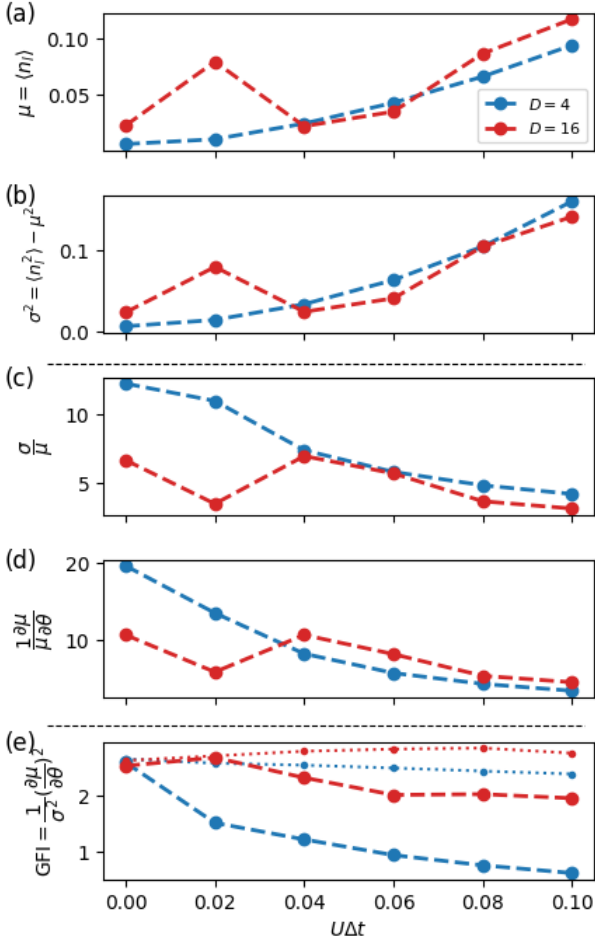 (a)
μ = ⟨n_l⟩
0.10
0.05
D = 4
D = 16
(b)
σ² = ⟨n_l²⟩ − μ²
0.1
0.0
(c)
σ/μ
10
5
(d)
1/μ ∂μ/∂θ
20
10
(e)
GFI = 1/σ² (∂μ/∂θ)²
2
1
0.00 0.02 0.04 0.06 0.08 0.10
UΔt